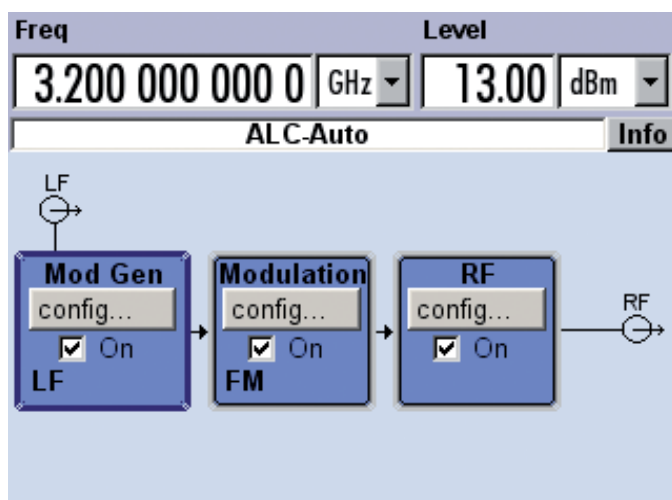 Freq Level
3.200 000 000 0 GHz 13.00 dBm
ALC-Auto Info
LF
Mod Gen Modulation RF
config... config... config...
RF
On On On
LF FM